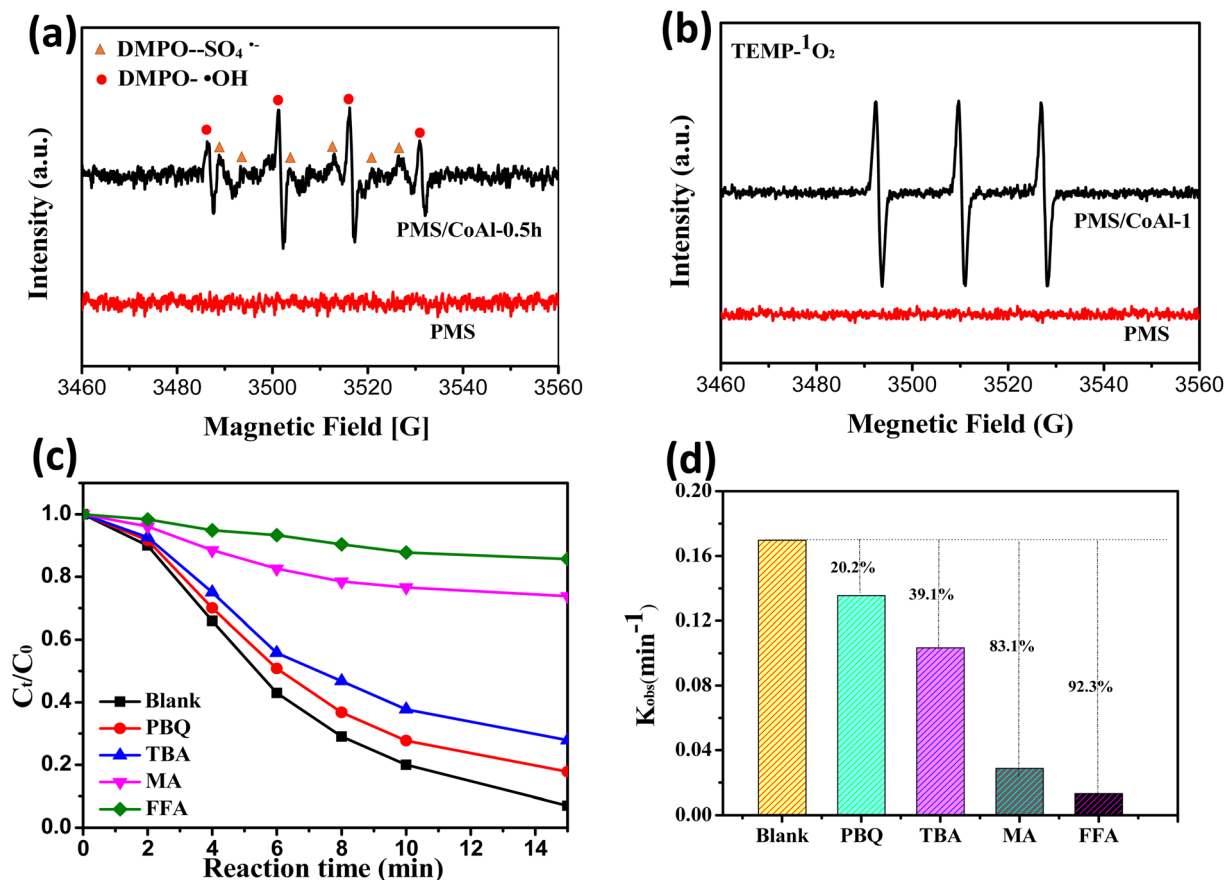 (a)
DMPO--SO₄ •-
DMPO- •OH
PMS/CoAl-0.5h
PMS
Intensity (a.u.)
3460 3480 3500 3520 3540 3560
Magnetic Field [G]
(b)
TEMP-¹O₂
PMS/CoAl-1
PMS
Intensity (a.u.)
3460 3480 3500 3520 3540 3560
Megnetic Field (G)
(c)
Cₜ/C₀
1.0
0.8
0.6
0.4
0.2
0.0
Blank
PBQ
TBA
MA
FFA
0 2 4 6 8 10 12 14
Reaction time (min)
(d)
Kobs(min⁻¹)
0.20
0.16
0.12
0.08
0.04
0.00
20.2%
39.1%
83.1%
92.3%
Blank PBQ TBA MA FFA